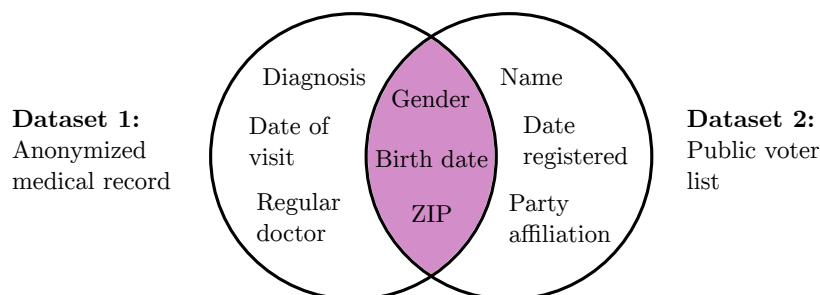 Dataset 1:
Anonymized
medical record
Diagnosis
Date of
visit
Regular
doctor
Gender
Birth date
ZIP
Name
Date
registered
Party
affiliation
Dataset 2:
Public voter
list